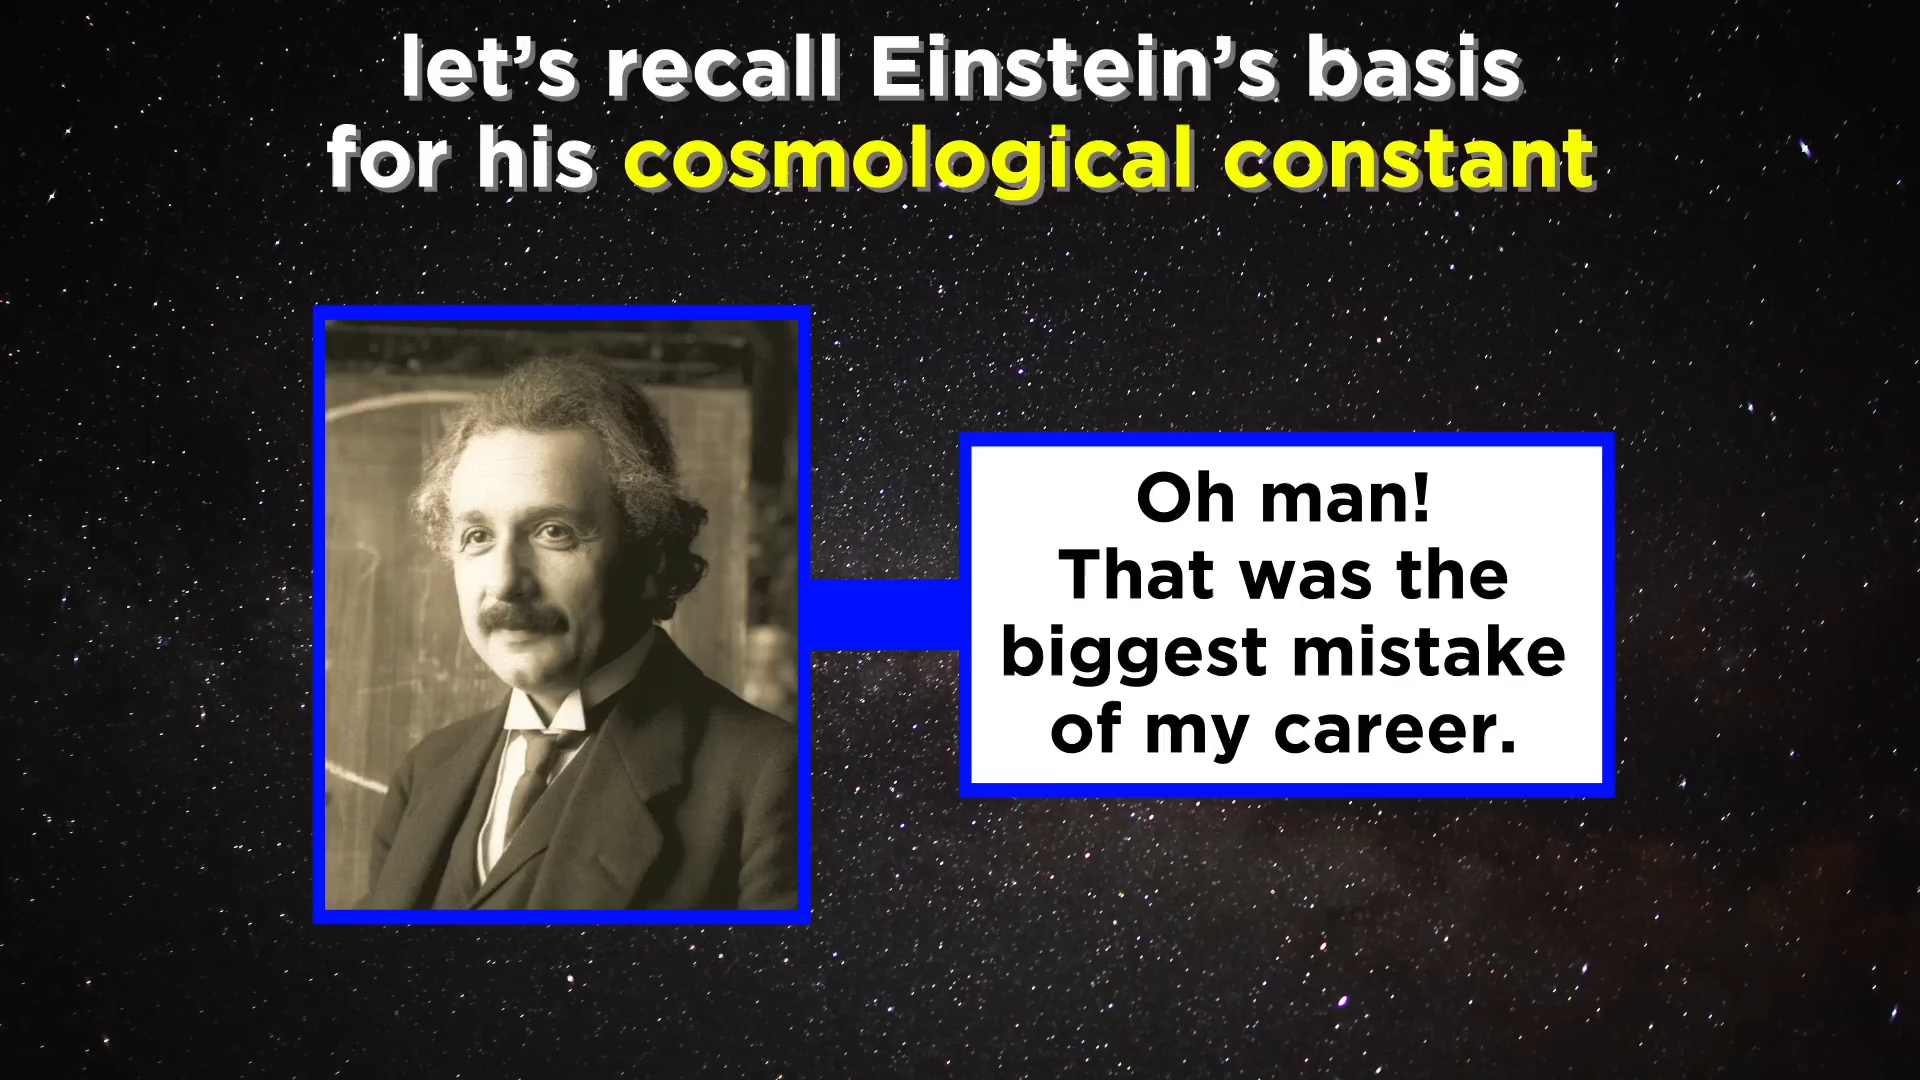 let’s recall Einstein’s basis
for his cosmological constant
Oh man!
That was the
biggest mistake
of my career.